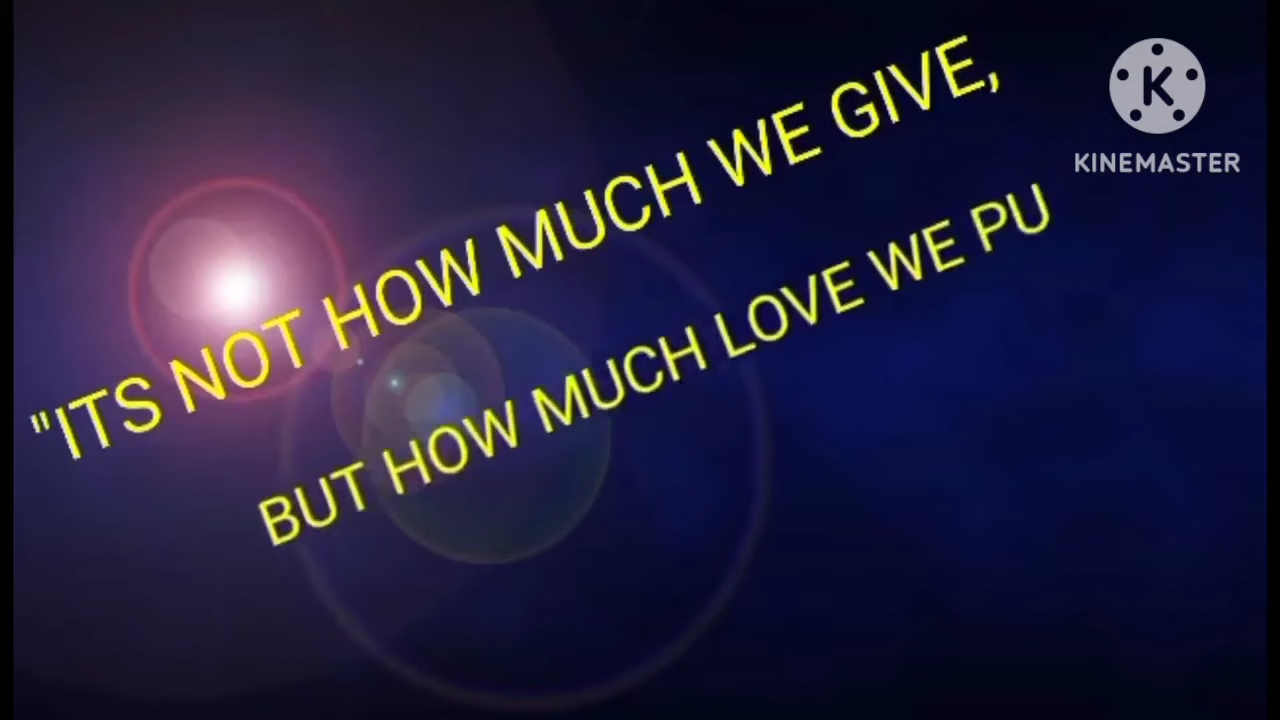 "ITS NOT HOW MUCH WE GIVE,
BUT HOW MUCH LOVE WE PU
K
KINEMASTER